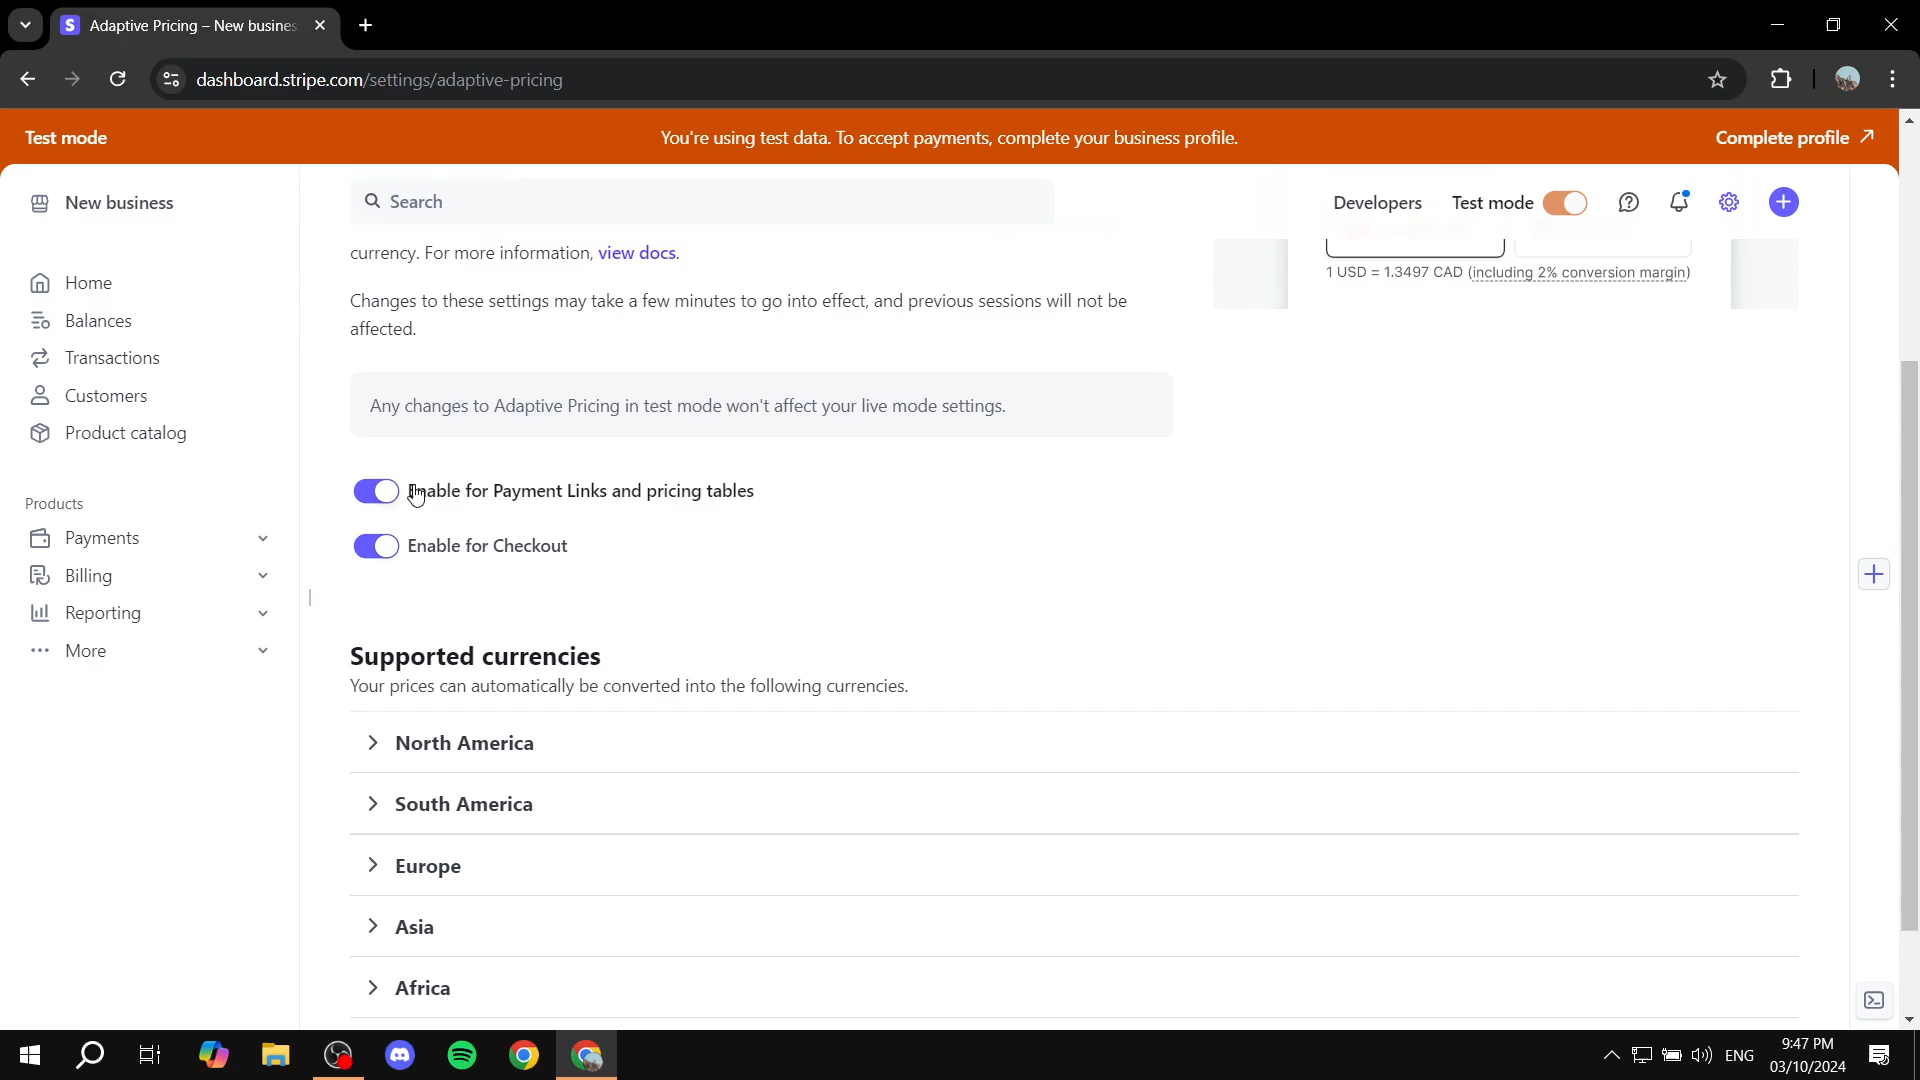 Adaptive Pricing – New busines
dashboard.stripe.com/settings/adaptive-pricing
Test mode
You're using test data. To accept payments, complete your business profile.
Complete profile
New business
Search
Developers
Test mode
Home
Balances
Transactions
Customers
Product catalog
Products
Payments
Billing
Reporting
More
currency. For more information, view docs.
1 USD = 1.3497 CAD (including 2% conversion margin)
Changes to these settings may take a few minutes to go into effect, and previous sessions will not be
affected.
Any changes to Adaptive Pricing in test mode won't affect your live mode settings.
Enable for Payment Links and pricing tables
Enable for Checkout
Supported currencies
Your prices can automatically be converted into the following currencies.
North America
South America
Europe
Asia
Africa
ENG
9:47 PM
03/10/2024